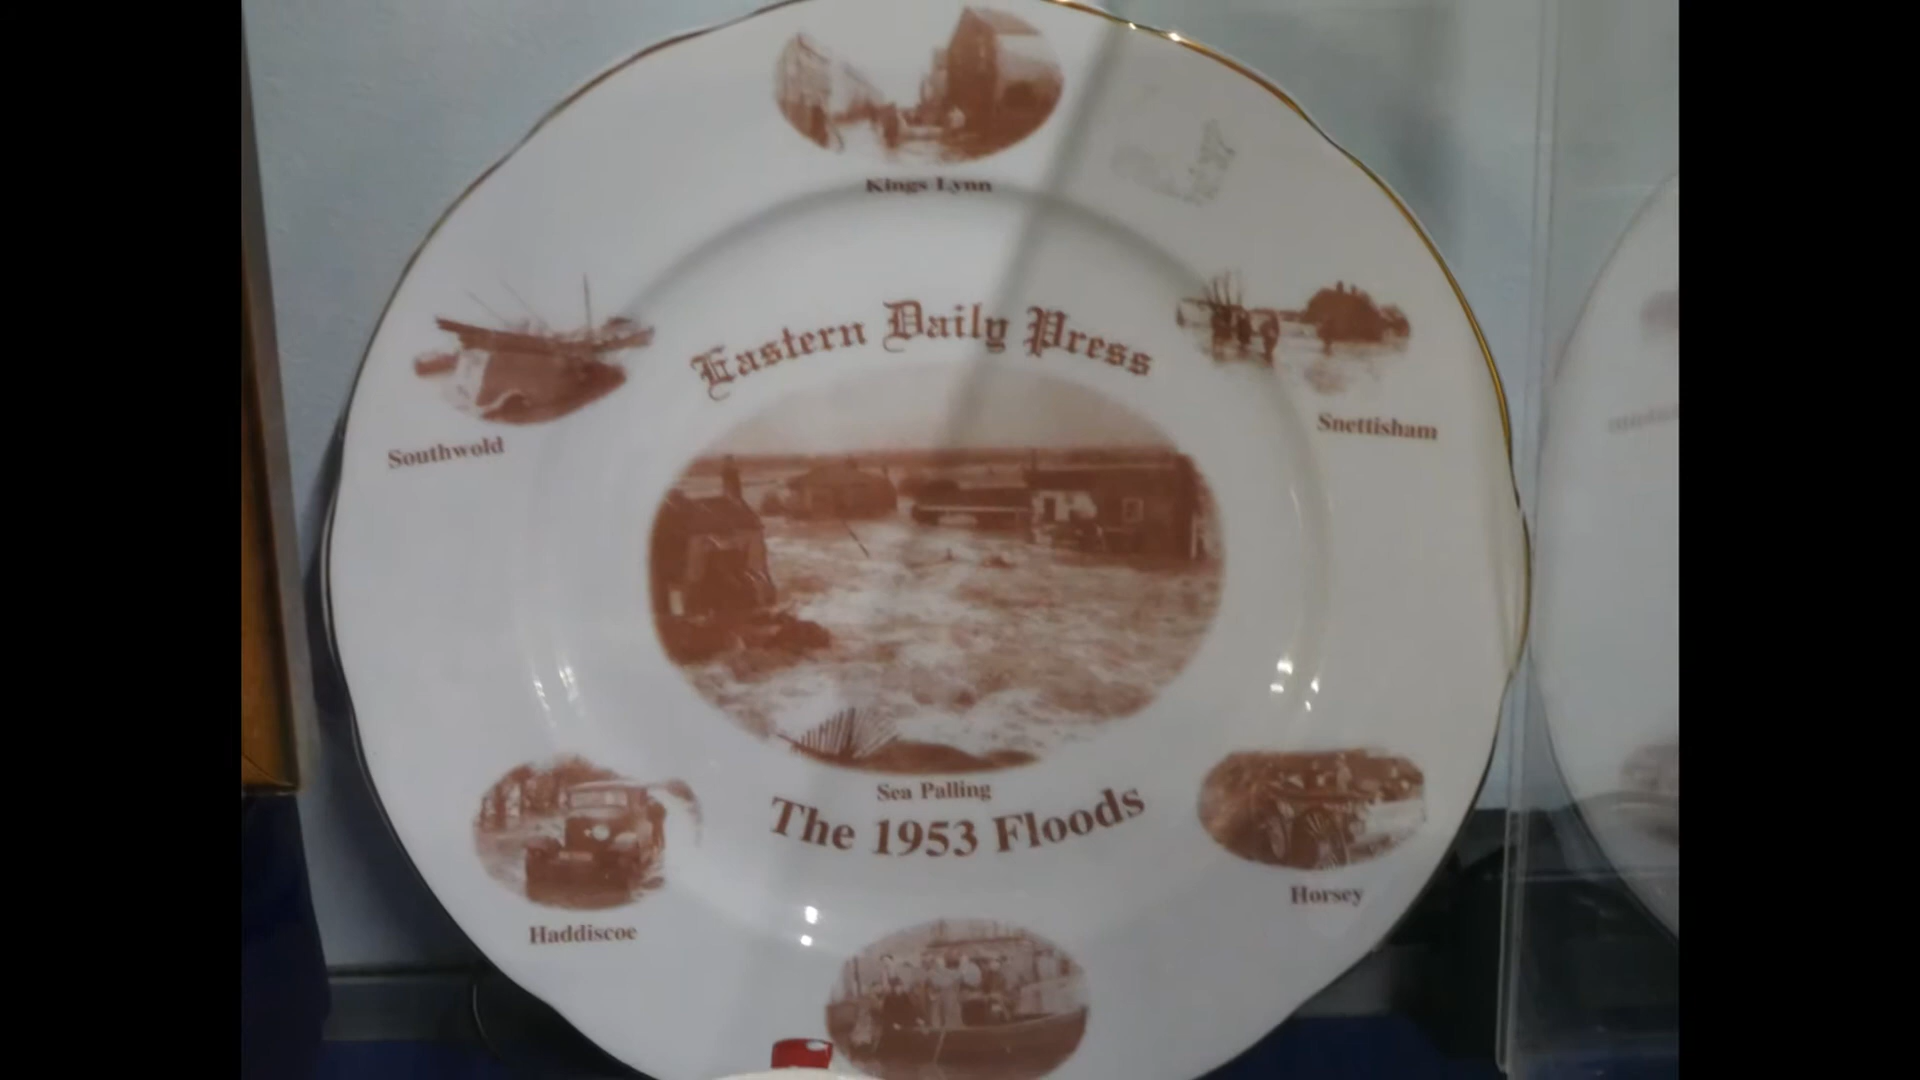 Kings Lynn
Eastern Daily Press
Southwold
Snettisham
Sea Palling
The 1953 Floods
Horsey
Haddiscoe